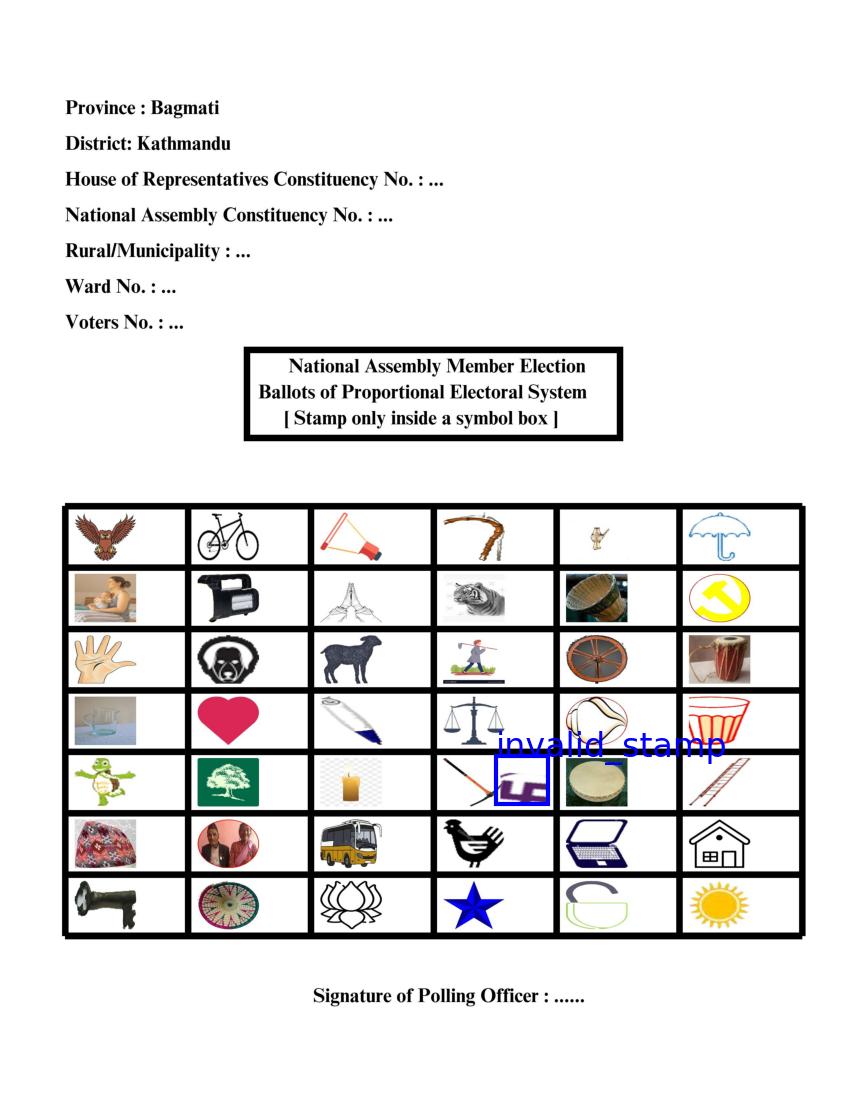 Province : Bagmati
District: Kathmandu
House of Representatives Constituency No. : ...
National Assembly Constituency No. : ...
Rural/Municipality : ...
Ward No. : ...
Voters No. : ...
National Assembly Member Election
Ballots of Proportional Electoral System
[ Stamp only inside a symbol box ]
invalid_stamp
Signature of Polling Officer : ......